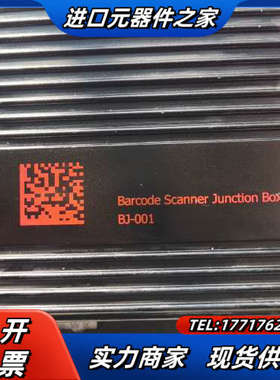 进口元器件之家
Barcode Scanner Junction Box
BJ-001
开
票
TEL:1771762
实力商家 现货供